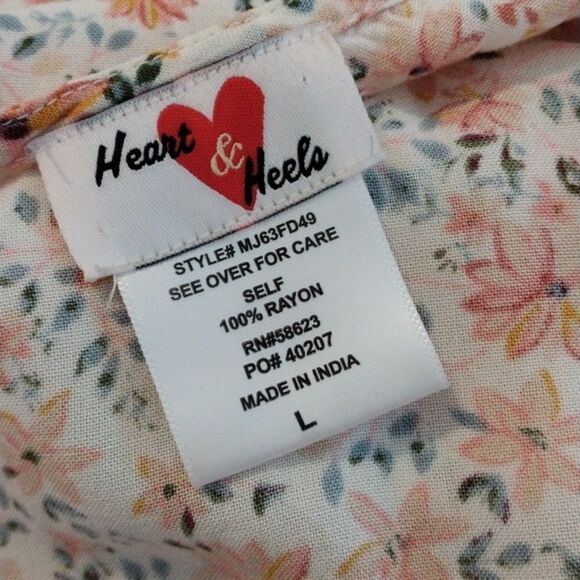 Heart & Heels
STYLE# MJ63FD49
SEE OVER FOR CARE
SELF
100% RAYON
RN#58623
PO# 40207
MADE IN INDIA
L